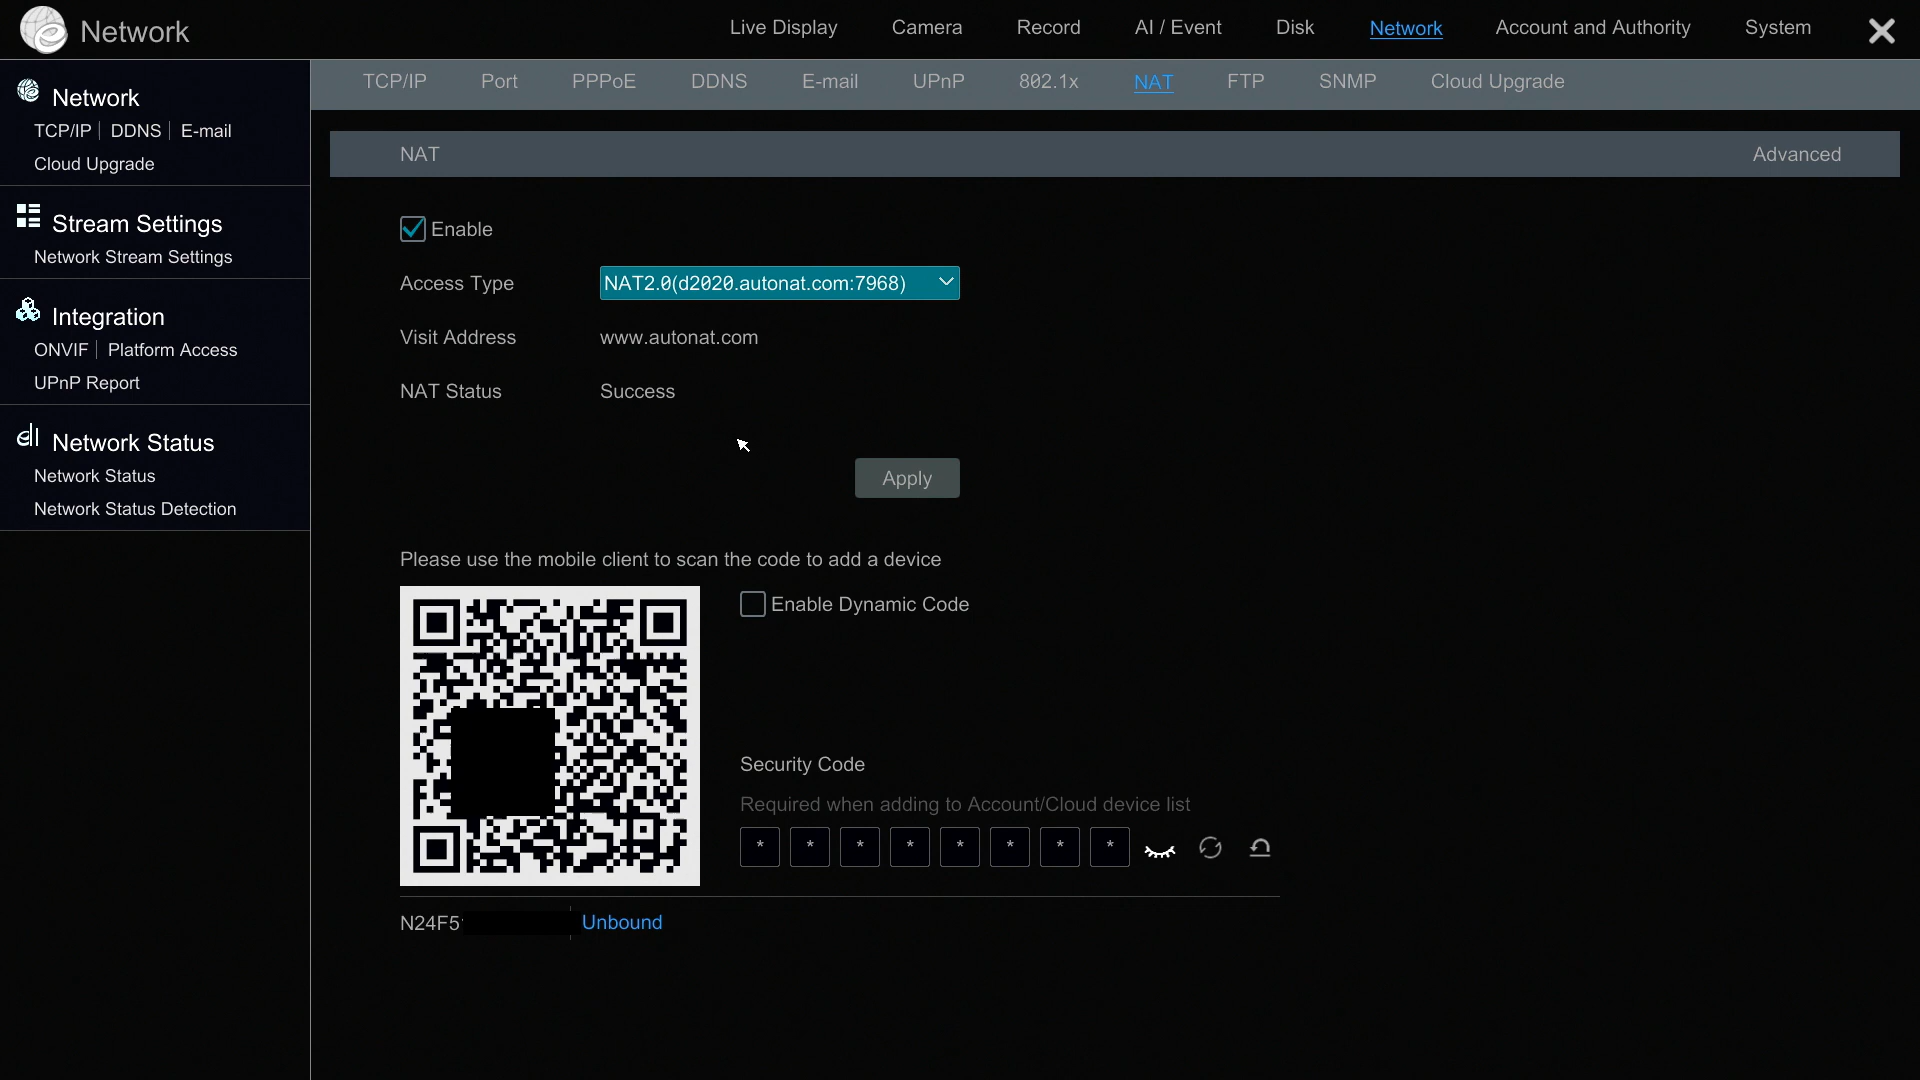 Network
Live Display Camera Record AI / Event Disk Network Account and Authority System
TCP/IP Port PPPoE DDNS E-mail UPnP 802.1x NAT FTP SNMP Cloud Upgrade
Network
TCP/IP DDNS E-mail
Cloud Upgrade
Stream Settings
Network Stream Settings
Integration
ONVIF Platform Access
UPnP Report
Network Status
Network Status
Network Status Detection
NAT Advanced
Enable
Access Type NAT2.0(d2020.autonat.com:7968)
Visit Address www.autonat.com
NAT Status Success
Apply
Please use the mobile client to scan the code to add a device
Enable Dynamic Code
Security Code
Required when adding to Account/Cloud device list
* * * * * * * *
N24F5 Unbound